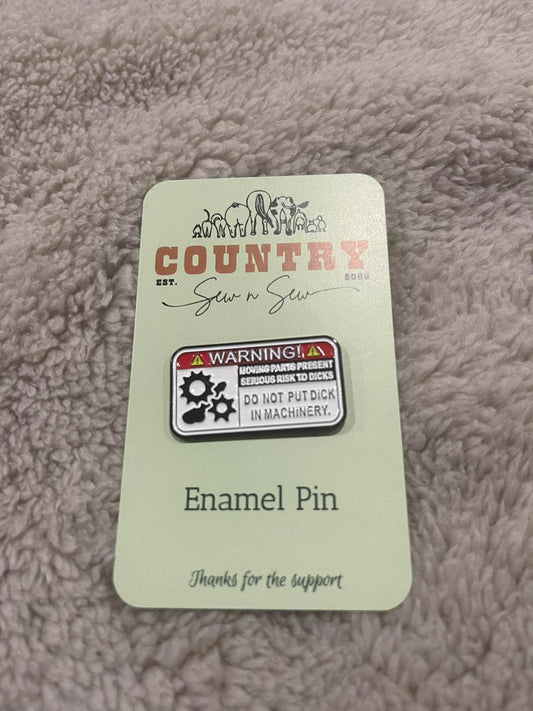 COUNTRY
EST.
Sew n Sew
WARNING!
MOVING PARTS PRESENT
SERIOUS RISK TO DICKS
DO NOT PUT DICK
IN MACHINERY.
Enamel Pin
Thanks for the support